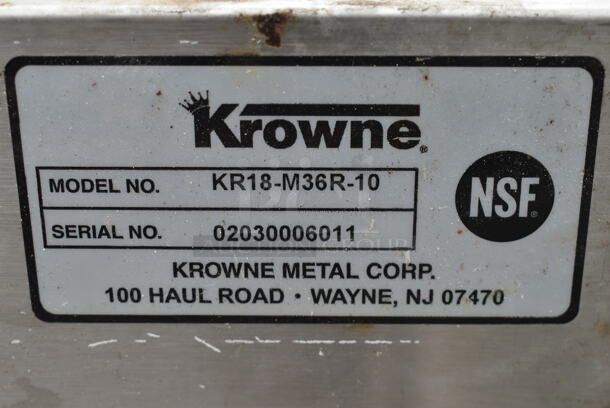 Krowne®
MODEL NO. KR18-M36R-10
SERIAL NO. 02030006011
NSF®
KROWNE METAL CORP.
100 HAUL ROAD • WAYNE, NJ 07470